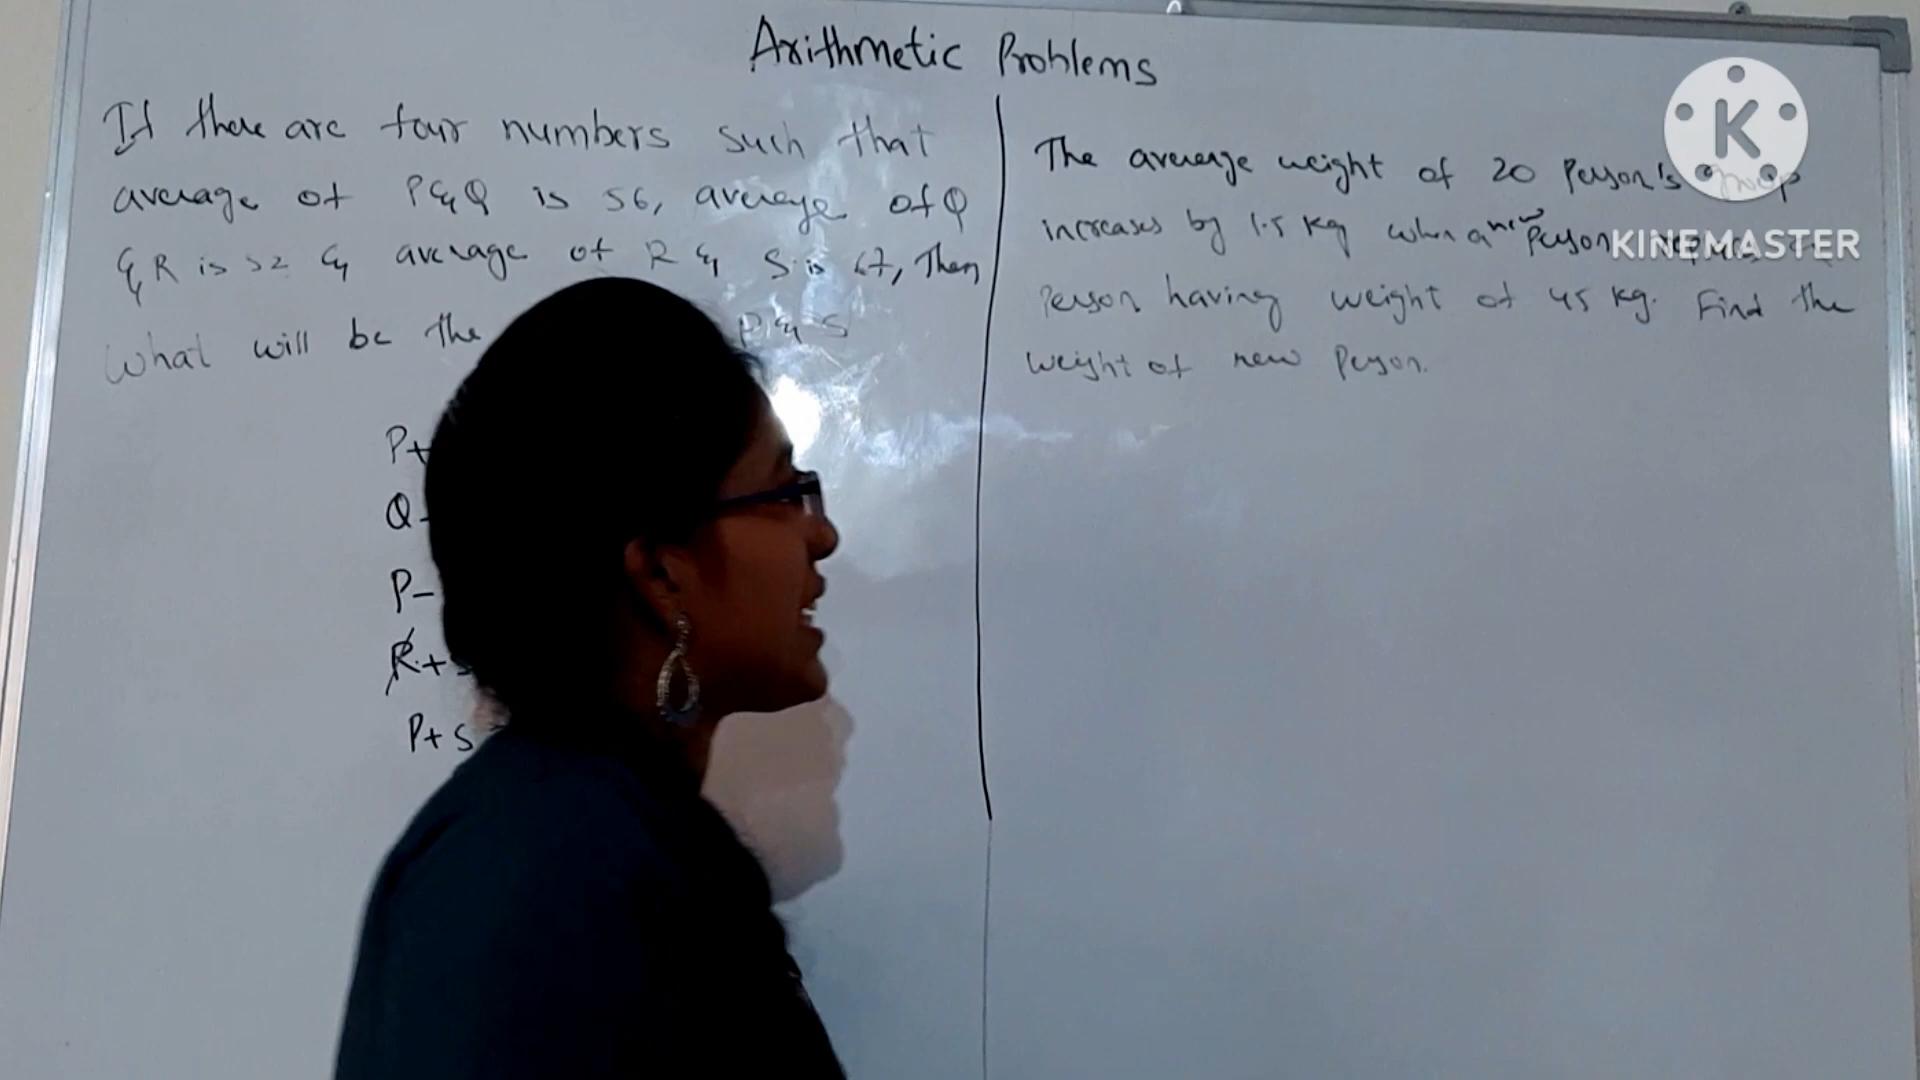 Arithmetic Problems
If there are four numbers such that
average of P & Q is 56, average of Q
& R is 52 & average of R & S is 67, Then
What will be the P & S
P+
Q-
P-
R+S
P+S
The average weight of 20 Person's group
increases by 1.5 Kg when a new Person
Person having weight of 45 kg. Find the
weight of new Person.
K
KINEMASTER